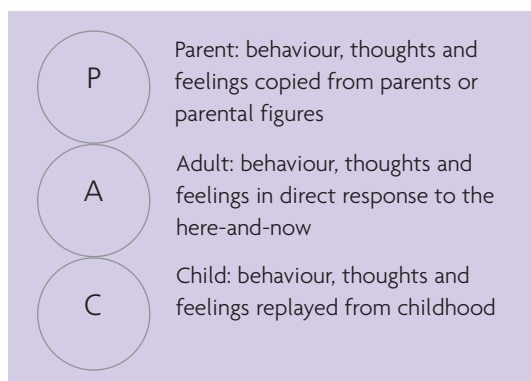 P
Parent: behaviour, thoughts and
feelings copied from parents or
parental figures
A
Adult: behaviour, thoughts and
feelings in direct response to the
here-and-now
C
Child: behaviour, thoughts and
feelings replayed from childhood